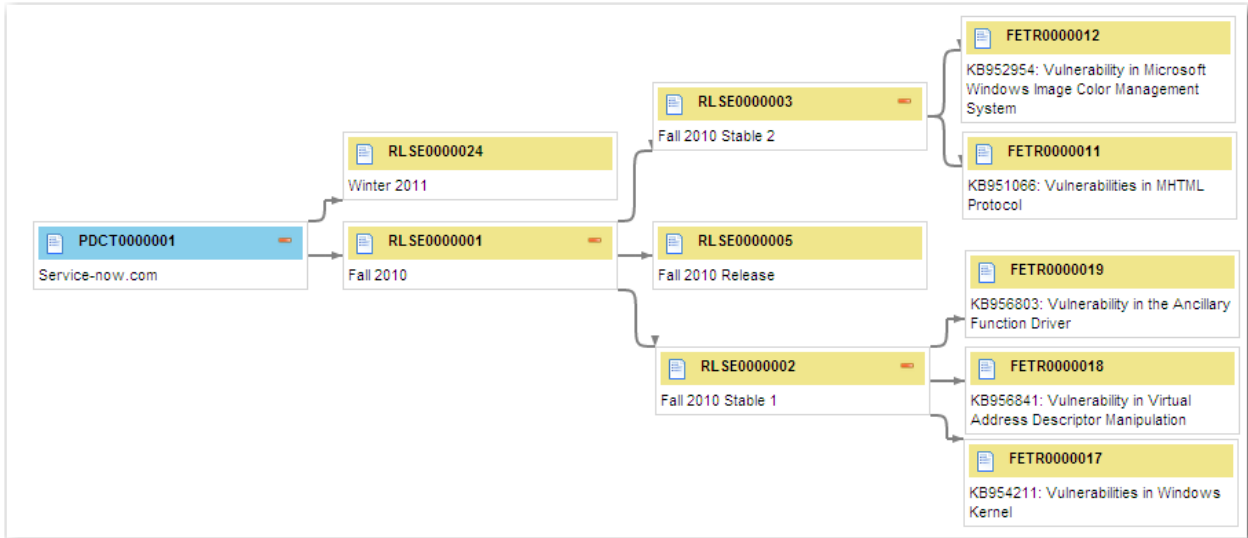 FETR0000012
KB952954: Vulnerability in Microsoft
Windows Image Color Management
System
RLSE0000003
Fall 2010 Stable 2
FETR0000011
KB951066: Vulnerabilities in MHTML
Protocol
RLSE0000024
Winter 2011
PDCT0000001
Service-now.com
RLSE0000001
Fall 2010
RLSE0000005
Fall 2010 Release
FETR0000019
KB956803: Vulnerability in the Ancillary
Function Driver
RLSE0000002
Fall 2010 Stable 1
FETR0000018
KB956841: Vulnerability in Virtual
Address Descriptor Manipulation
FETR0000017
KB954211: Vulnerabilities in Windows
Kernel